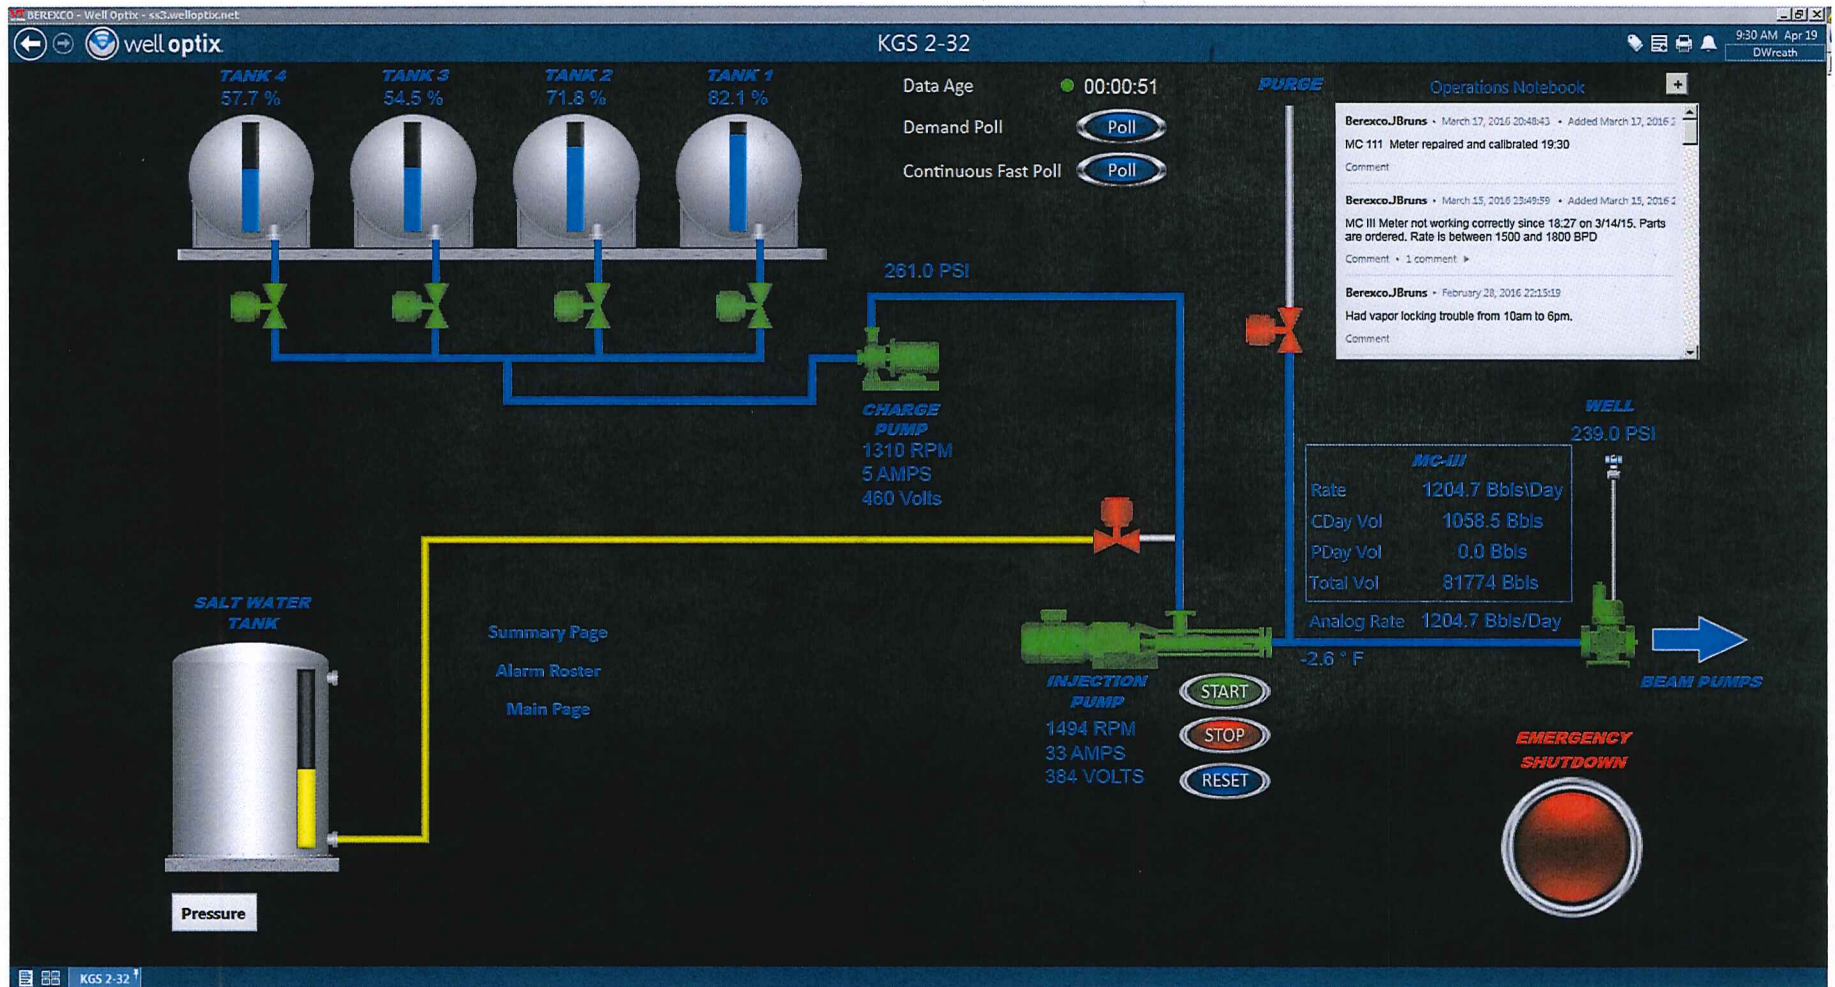 BEREXCO - Well Optix - ss3.welloptix.net
well optix.
KGS 2-32
9:30 AM Apr 19
DWreath
TANK 4
57.7 %
TANK 3
54.5 %
TANK 2
71.8 %
TANK 1
82.1 %
Data Age
00:00:51
Demand Poll
Poll
Continuous Fast Poll
Poll
PURGE
Operations Notebook
+
Berexco.JBruns • March 17, 2016 20:48:43 • Added March 17, 2016 2
MC 111 Meter repaired and calibrated 19:30
Comment
Berexco.JBruns • March 15, 2016 23:49:59 • Added March 15, 2016 2
MC III Meter not working correctly since 18:27 on 3/14/15. Parts
are ordered. Rate is between 1500 and 1800 BPD
Comment • 1 comment
Berexco.JBruns • February 28, 2016 22:15:19
Had vapor locking trouble from 10am to 6pm.
Comment
261.0 PSI
CHARGE
PUMP
1310 RPM
5 AMPS
460 Volts
WELL
239.0 PSI
MC-III
Rate 1204.7 Bbls\Day
CDay Vol 1058.5 Bbls
PDay Vol 0.0 Bbls
Total Vol 81774 Bbls
Analog Rate 1204.7 Bbls/Day
-2.6 ° F
BEAM PUMPS
SALT WATER
TANK
Summary Page
Alarm Roster
Main Page
INJECTION
PUMP
1494 RPM
33 AMPS
384 VOLTS
START
STOP
RESET
EMERGENCY
SHUTDOWN
Pressure
KGS 2-32